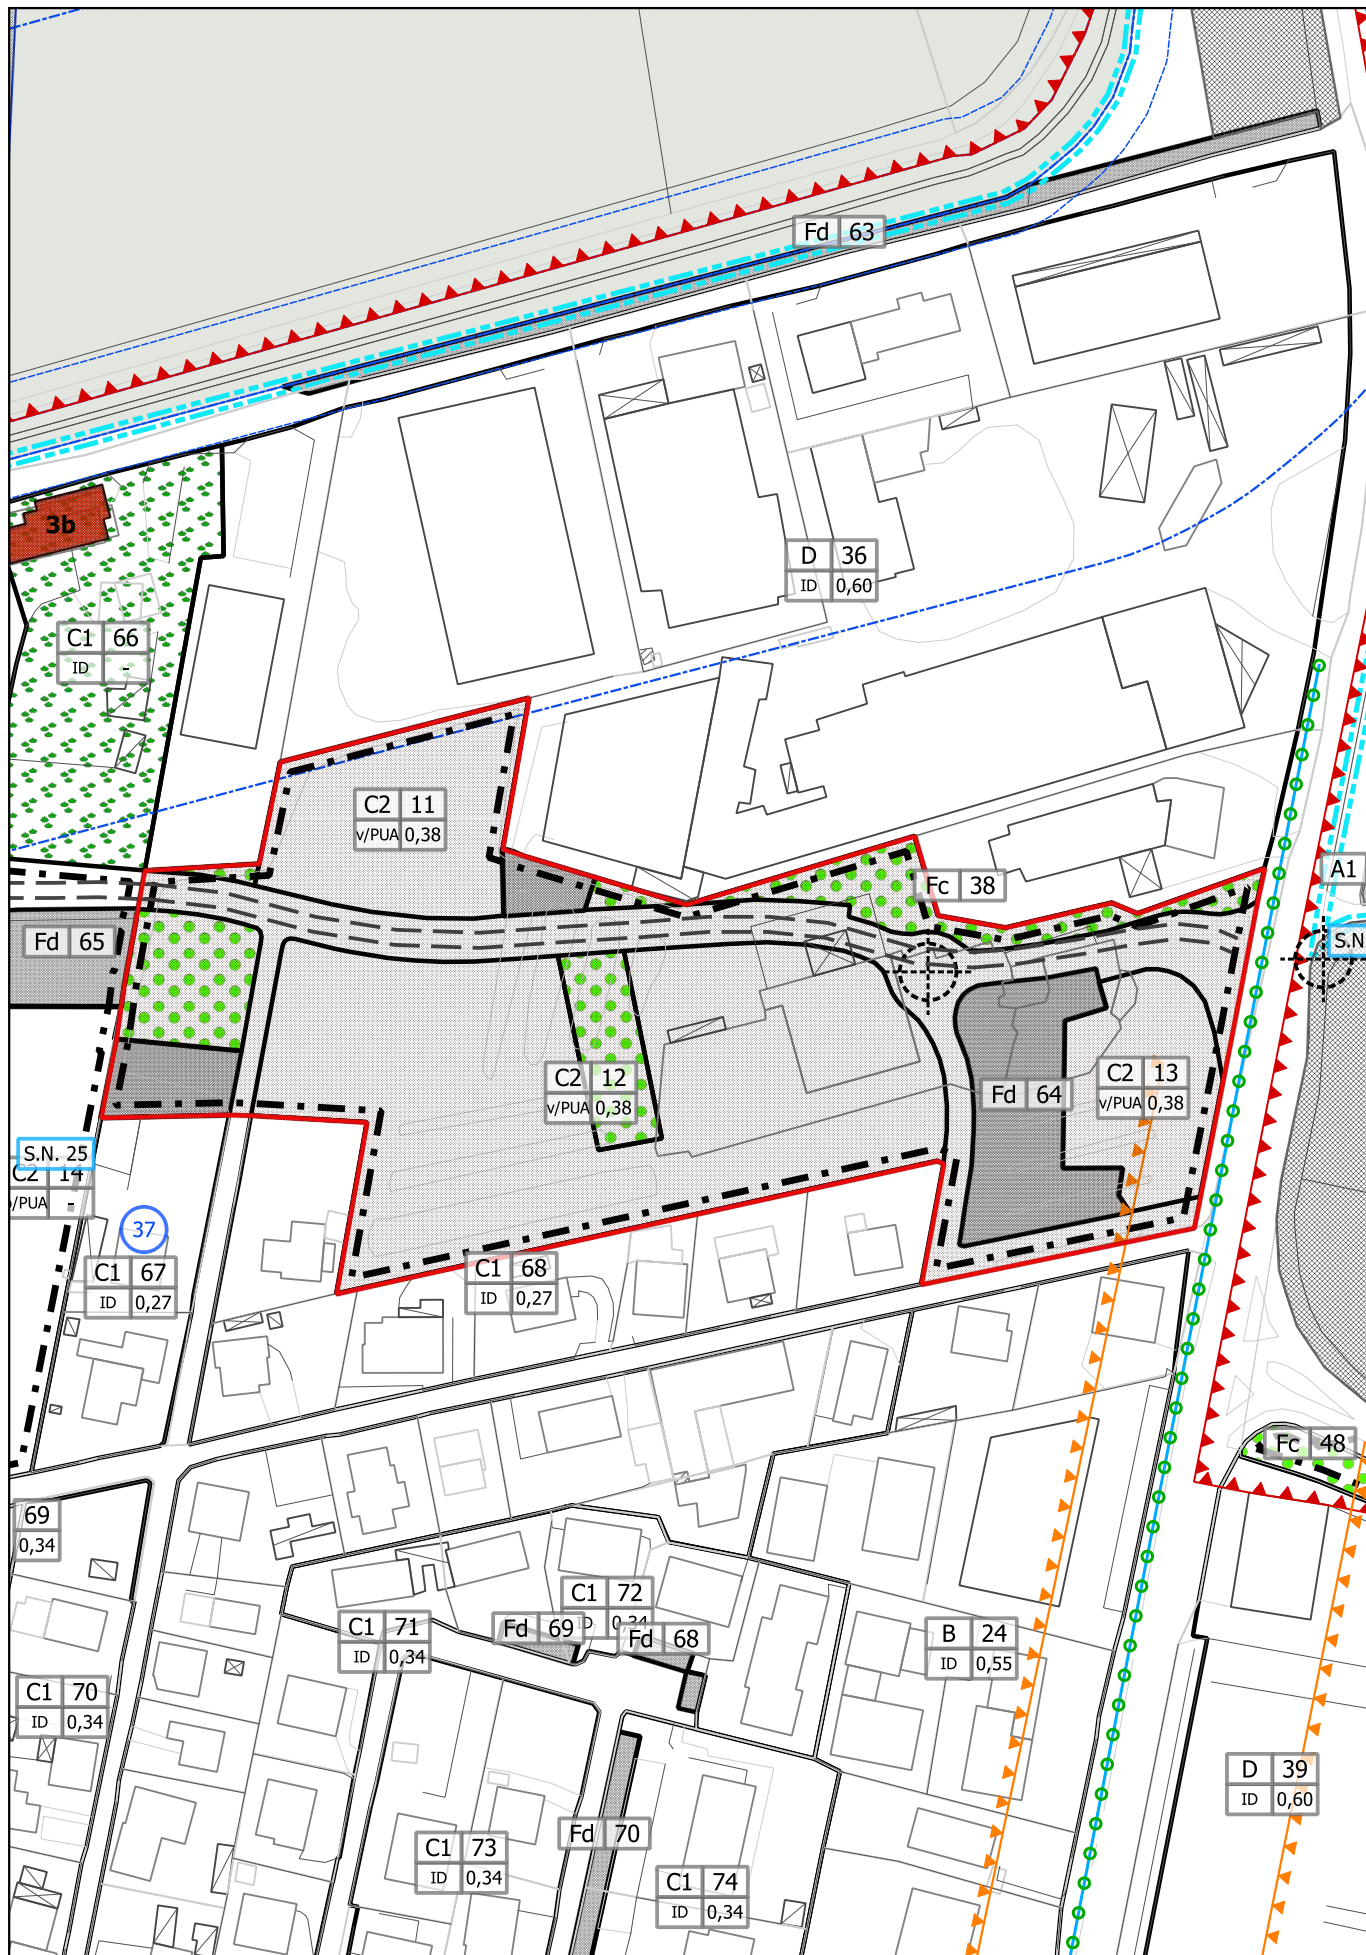 Fd 63
3b
D 36
ID 0,60
C1 66
ID -
C2 11
v/PUA 0,38
A1
Fc 38
Fd 65
S.N
C2 12
v/PUA 0,38
Fd 64
C2 13
v/PUA 0,38
S.N. 25
C2 14
/PUA -
37
C1 67
ID 0,27
C1 68
ID 0,27
Fc 48
69
0,34
C1 72
ID 0,34
C1 71
ID 0,34
Fd 69
Fd 68
B 24
ID 0,55
C1 70
ID 0,34
D 39
ID 0,60
Fd 70
C1 73
ID 0,34
C1 74
ID 0,34